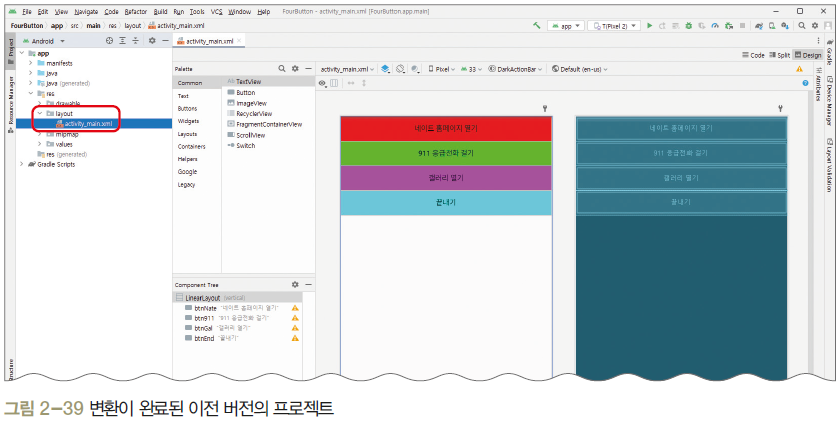 File Edit View Navigate Code Refactor Build Run Tools VCS Window Help FourButton - activity_main.xml [FourButton.app.main]
FourButton app src main res layout activity_main.xml
app T(Pixel 2)
Android
activity_main.xml
Project
Resource Manager
Structure
app
manifests
java
java (generated)
res
drawable
layout
activity_main.xml
mipmap
values
res (generated)
Gradle Scripts
Code Split Design
Palette
Common
Text
Buttons
Widgets
Layouts
Containers
Helpers
Google
Legacy
Ab TextView
Button
ImageView
RecyclerView
FragmentContainerView
ScrollView
Switch
activity_main.xml Pixel 33 DarkActionBar Default (en-us)
네이트 홈페이지 열기
911 응급전화 걸기
갤러리 열기
끝내기
네이트 홈페이지 열기
911 응급전화 걸기
갤러리 열기
끝내기
Component Tree
LinearLayout (vertical)
btnNate "네이트 홈페이지 열기"
btn911 "911 응급전화 걸기"
btnGal "갤러리 열기"
btnEnd "끝내기"
Attributes
Gradle
Device Manager
Layout Validation
그림 2-39 변환이 완료된 이전 버전의 프로젝트